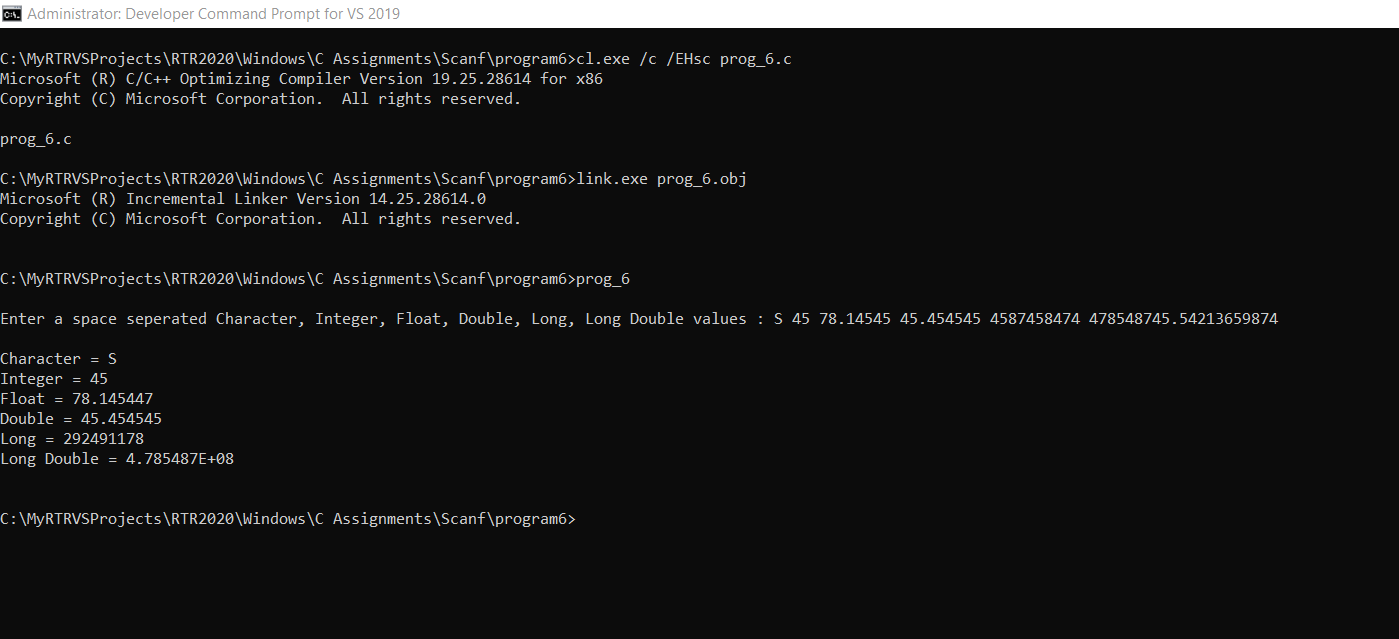 Administrator: Developer Command Prompt for VS 2019
C:\MyRTRVSProjects\RTR2020\Windows\C Assignments\Scanf\program6>cl.exe /c /EHsc prog_6.c
Microsoft (R) C/C++ Optimizing Compiler Version 19.25.28614 for x86
Copyright (C) Microsoft Corporation.  All rights reserved.
prog_6.c
C:\MyRTRVSProjects\RTR2020\Windows\C Assignments\Scanf\program6>link.exe prog_6.obj
Microsoft (R) Incremental Linker Version 14.25.28614.0
Copyright (C) Microsoft Corporation.  All rights reserved.
C:\MyRTRVSProjects\RTR2020\Windows\C Assignments\Scanf\program6>prog_6
Enter a space seperated Character, Integer, Float, Double, Long, Long Double values : S 45 78.14545 45.454545 4587458474 478548745.54213659874
Character = S
Integer = 45
Float = 78.145447
Double = 45.454545
Long = 292491178
Long Double = 4.785487E+08
C:\MyRTRVSProjects\RTR2020\Windows\C Assignments\Scanf\program6>